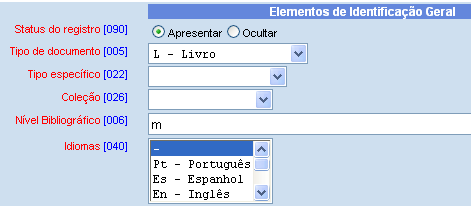 Elementos de Identificação Geral
Status do registro [090] Apresentar Ocultar
Tipo de documento [005] L - Livro
Tipo específico [022]
Coleção [026]
Nível Bibliográfico [006] m
Idiomas [040] -
Pt - Português
Es - Espanhol
En - Inglês